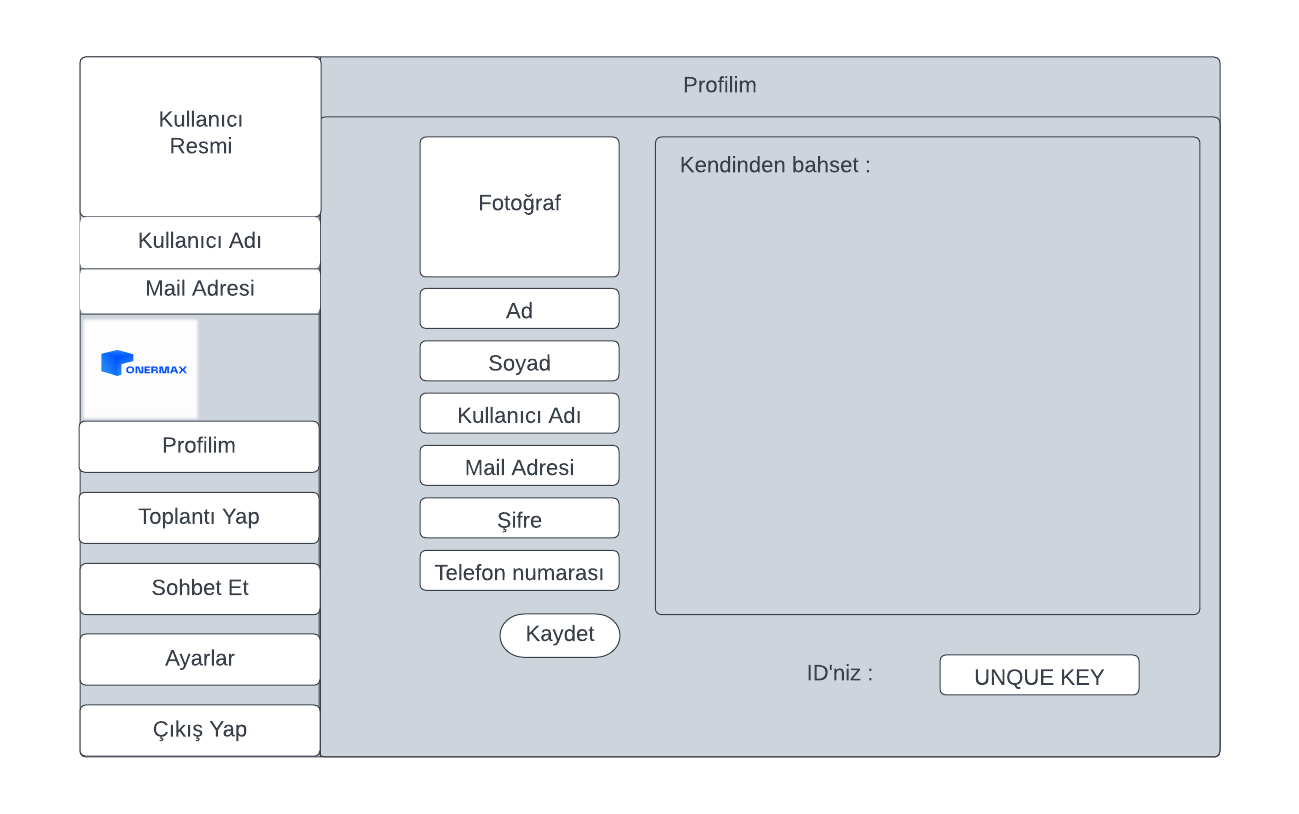 Kullanıcı
Resmi
Kullanıcı Adı
Mail Adresi
ONERMAX
Profilim
Toplantı Yap
Sohbet Et
Ayarlar
Çıkış Yap
Profilim
Fotoğraf
Ad
Soyad
Kullanıcı Adı
Mail Adresi
Şifre
Telefon numarası
Kaydet
Kendinden bahset :
ID'niz :
UNQUE KEY